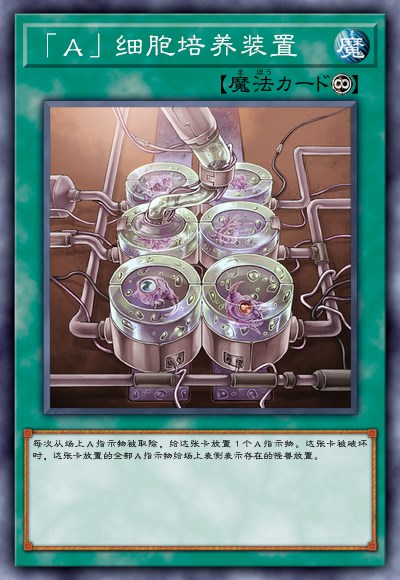 「A」细胞培养装置
魔
【魔法カード】
まほう
每次从场上A指示物被取除，给这张卡放置1个A指示物。这张卡被破坏
时，这张卡放置的全部A指示物给场上表侧表示存在的怪兽放置。